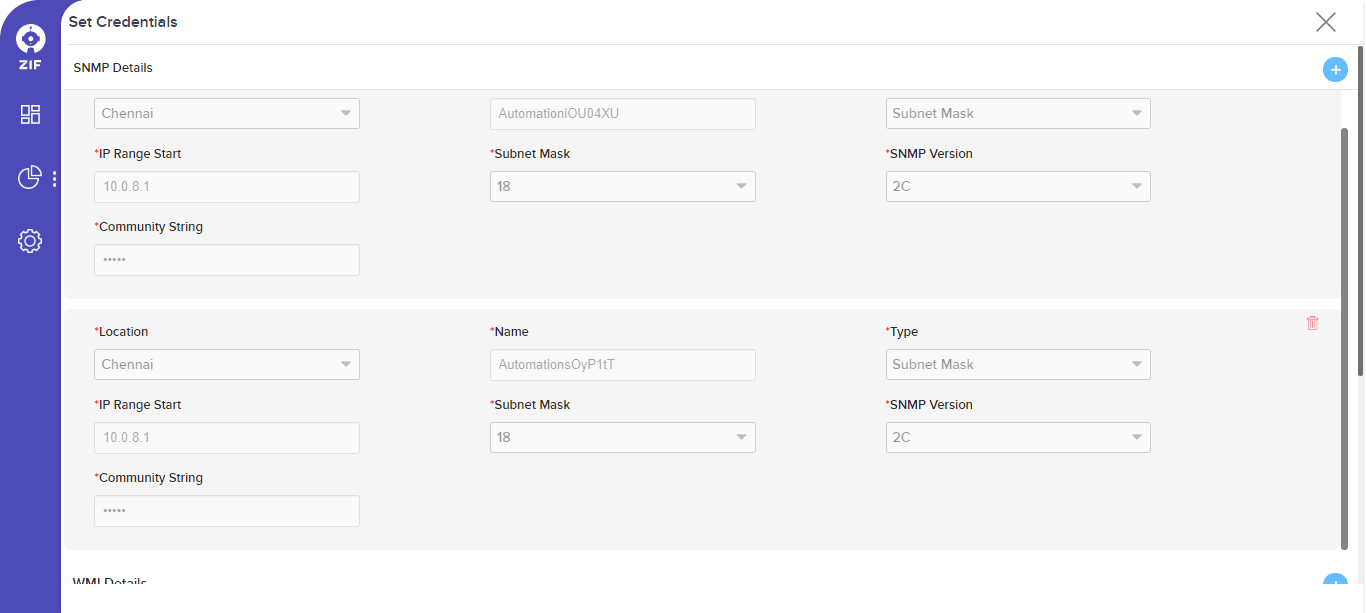 Set Credentials
ZIF
SNMP Details
Chennai AutomationiOU04XU Subnet Mask
*IP Range Start *Subnet Mask *SNMP Version
10.0.8.1 18 2C
*Community String
•••••
*Location *Name *Type
Chennai AutomationsOyP1tT Subnet Mask
*IP Range Start *Subnet Mask *SNMP Version
10.0.8.1 18 2C
*Community String
•••••
WMI Details